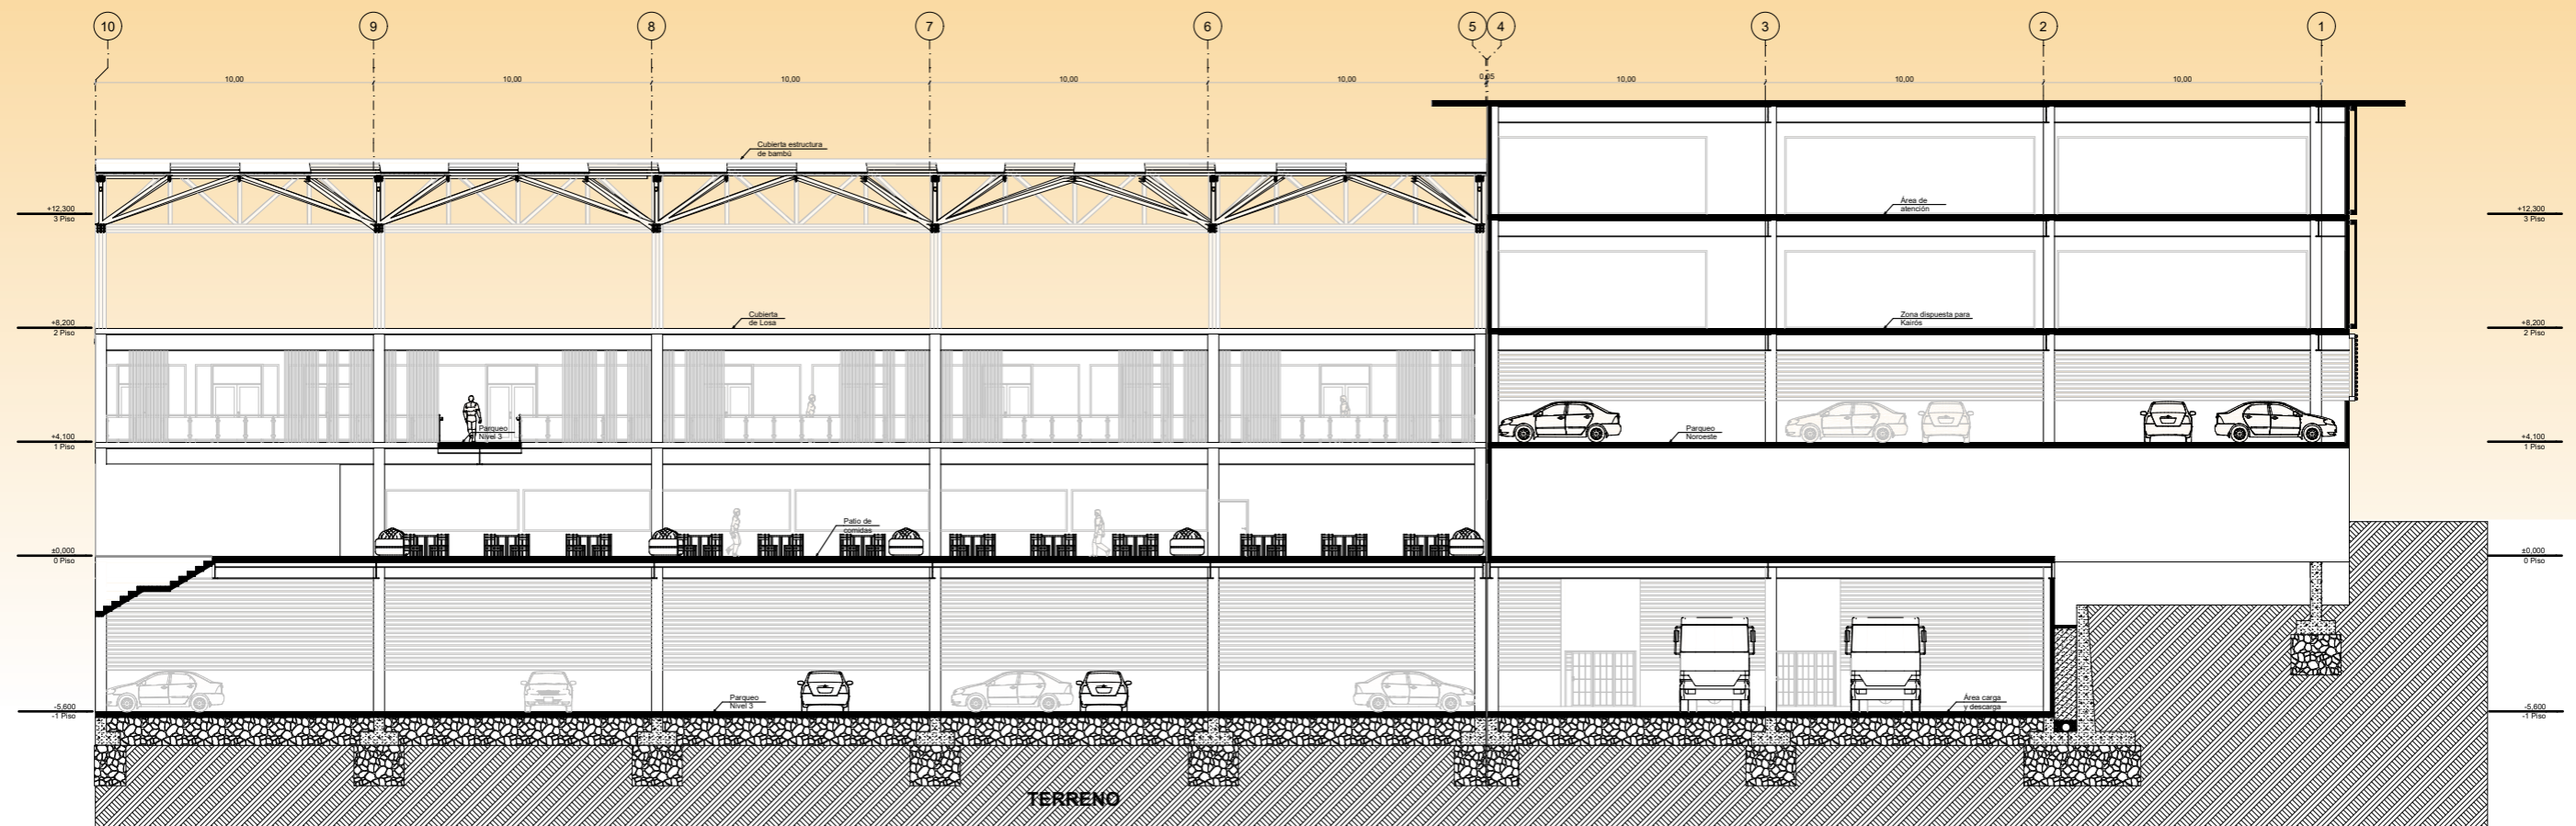 10 9 8 7 6 5 4 3 2 1
10,00 10,00 10,00 10,00 10,00 0,05 10,00 10,00 10,00
Cubierta estructura
de bambú
+12,300
3 Piso
Área de
atención
+12,300
3 Piso
+8,200
2 Piso
Cubierta
de Losa
Zona dispuesta para
Kairós
+8,200
2 Piso
+4,100
1 Piso
Parqueo
Nivel 3
Parqueo
Noroeste
+4,100
1 Piso
±0,000
0 Piso
Patio de
comidas
±0,000
0 Piso
-5,600
-1 Piso
Parqueo
Nivel 3
Área carga
y descarga
-5,600
-1 Piso
TERRENO